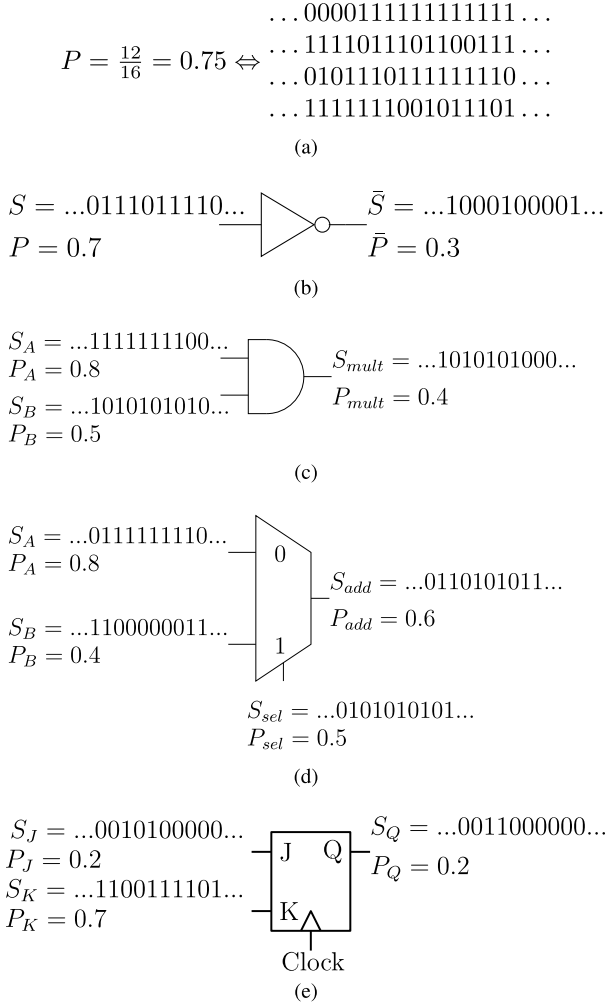 ...0000111111111111...
P = 12/16 = 0.75 ⇔ ...1111011101100111...
...0101110111111110...
...1111111001011101...
(a)
S = ...0111011110... S̄ = ...1000100001...
P = 0.7 P̄ = 0.3
(b)
S_A = ...1111111100...
P_A = 0.8 S_mult = ...1010101000...
S_B = ...1010101010... P_mult = 0.4
P_B = 0.5
(c)
S_A = ...0111111110...
P_A = 0.8 0
S_add = ...0110101011...
P_add = 0.6
S_B = ...1100000011...
P_B = 0.4 1
S_sel = ...0101010101...
P_sel = 0.5
(d)
S_J = ...0010100000... S_Q = ...0011000000...
P_J = 0.2 J Q P_Q = 0.2
S_K = ...1100111101...
P_K = 0.7 K
Clock
(e)